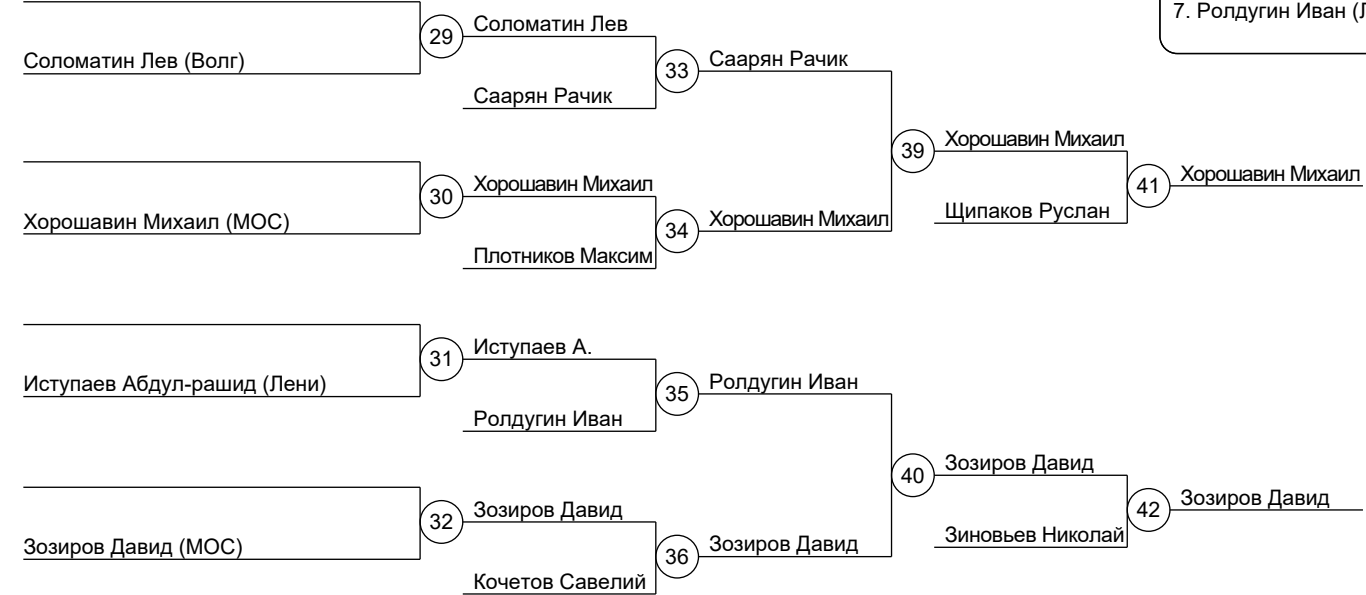 7. Ролдугин Иван (Л
Соломатин Лев (Волг)
29
Соломатин Лев
Саарян Рачик
33
Саарян Рачик
Хорошавин Михаил (МОС)
30
Хорошавин Михаил
Плотников Максим
34
Хорошавин Михаил
39
Хорошавин Михаил
Щипаков Руслан
41
Хорошавин Михаил
Иступаев Абдул-рашид (Лени)
31
Иступаев А.
Ролдугин Иван
35
Ролдугин Иван
Зозиров Давид (МОС)
32
Зозиров Давид
Кочетов Савелий
36
Зозиров Давид
40
Зозиров Давид
Зиновьев Николай
42
Зозиров Давид